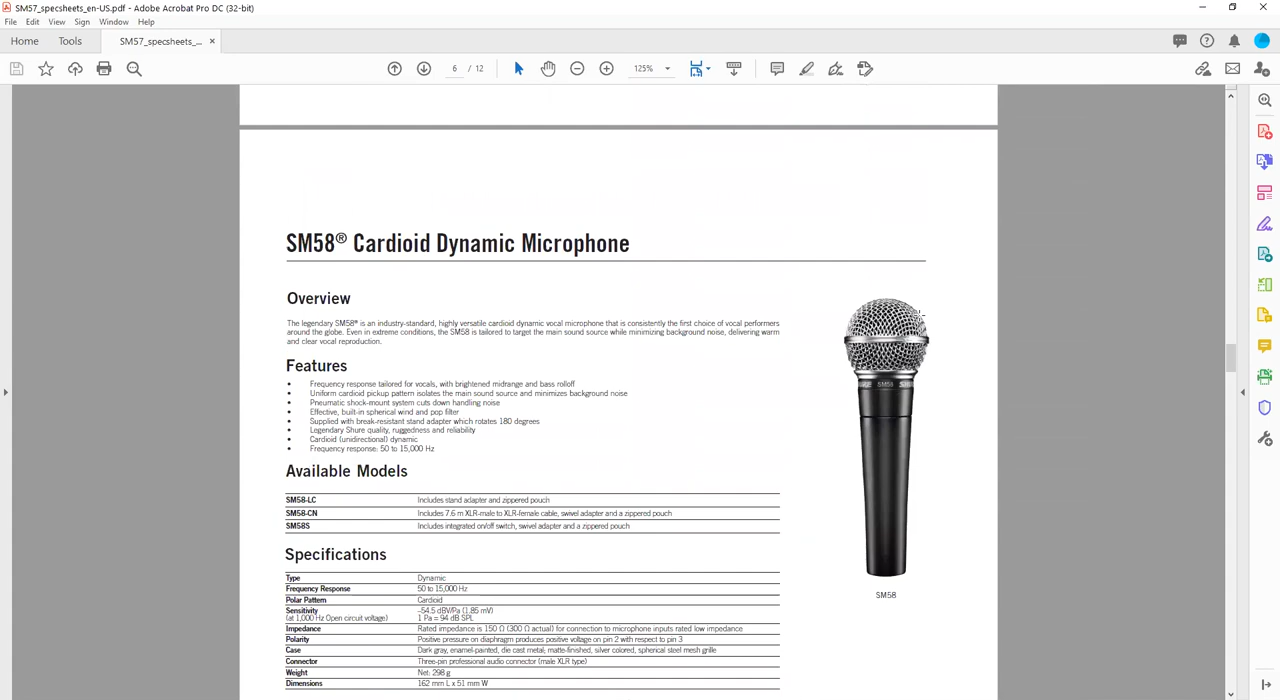 SM57_specsheets_en-US.pdf - Adobe Acrobat Pro DC (32-bit)
File Edit View Sign Window Help
Home Tools SM57_specsheets_... ×
6 / 12 125%
SM58® Cardioid Dynamic Microphone
Overview
The legendary SM58® is an industry-standard, highly versatile cardioid dynamic vocal microphone that is consistently the first choice of vocal performers
around the globe. Even in extreme conditions, the SM58 is tailored to target the main sound source while minimizing background noise, delivering warm
and clear vocal reproduction.
Features
• Frequency response tailored for vocals, with brightened midrange and bass rolloff
• Uniform cardioid pickup pattern isolates the main sound source and minimizes background noise
• Pneumatic shock-mount system cuts down handling noise
• Effective, built-in spherical wind and pop filter
• Supplied with break-resistant stand adapter which rotates 180 degrees
• Legendary Shure quality, ruggedness and reliability
• Cardioid (unidirectional) dynamic
• Frequency response: 50 to 15,000 Hz
Available Models
SM58-LC Includes stand adapter and zippered pouch
SM58-CN Includes 7.6 m XLR-male to XLR-female cable, swivel adapter and a zippered pouch
SM58S Includes integrated on/off switch, swivel adapter and a zippered pouch
Specifications
Type Dynamic
Frequency Response 50 to 15,000 Hz
Polar Pattern Cardioid
Sensitivity –54.5 dBV/Pa (1.85 mV)
(at 1,000 Hz Open circuit voltage) 1 Pa = 94 dB SPL
Impedance Rated impedance is 150 Ω (300 Ω actual) for connection to microphone inputs rated low impedance
Polarity Positive pressure on diaphragm produces positive voltage on pin 2 with respect to pin 3
Case Dark gray, enamel-painted, die cast metal; matte-finished, silver colored, spherical steel mesh grille
Connector Three-pin professional audio connector (male XLR type)
Weight Net: 298 g
Dimensions 162 mm L x 51 mm W
SM58
SM58